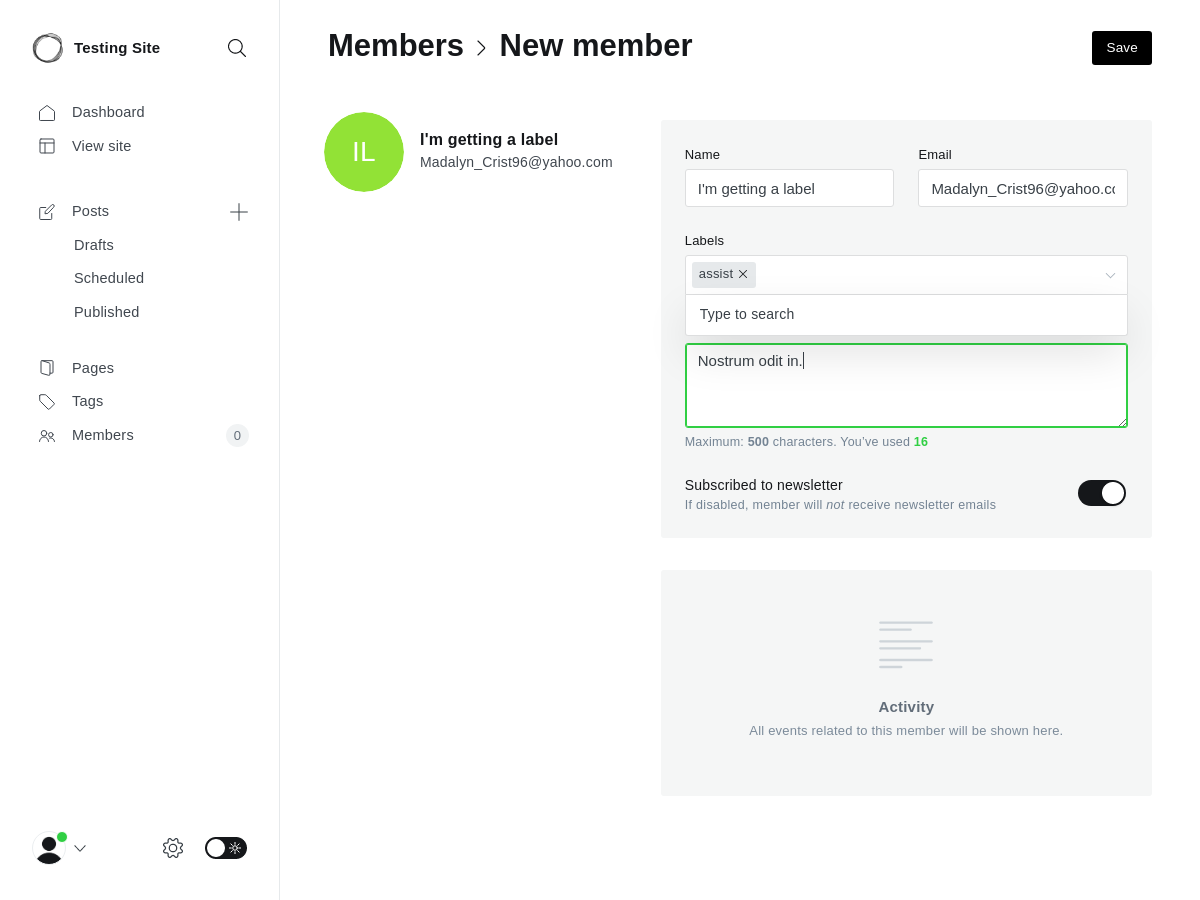 Testing Site
Dashboard
View site
Posts
Drafts
Scheduled
Published
Pages
Tags
Members
0
Members > New member
Save
IL
I'm getting a label
Madalyn_Crist96@yahoo.com
Name
Email
I'm getting a label
Madalyn_Crist96@yahoo.co
Labels
assist ×
Type to search
Nostrum odit in.
Maximum: 500 characters. You've used 16
Subscribed to newsletter
If disabled, member will not receive newsletter emails
Activity
All events related to this member will be shown here.